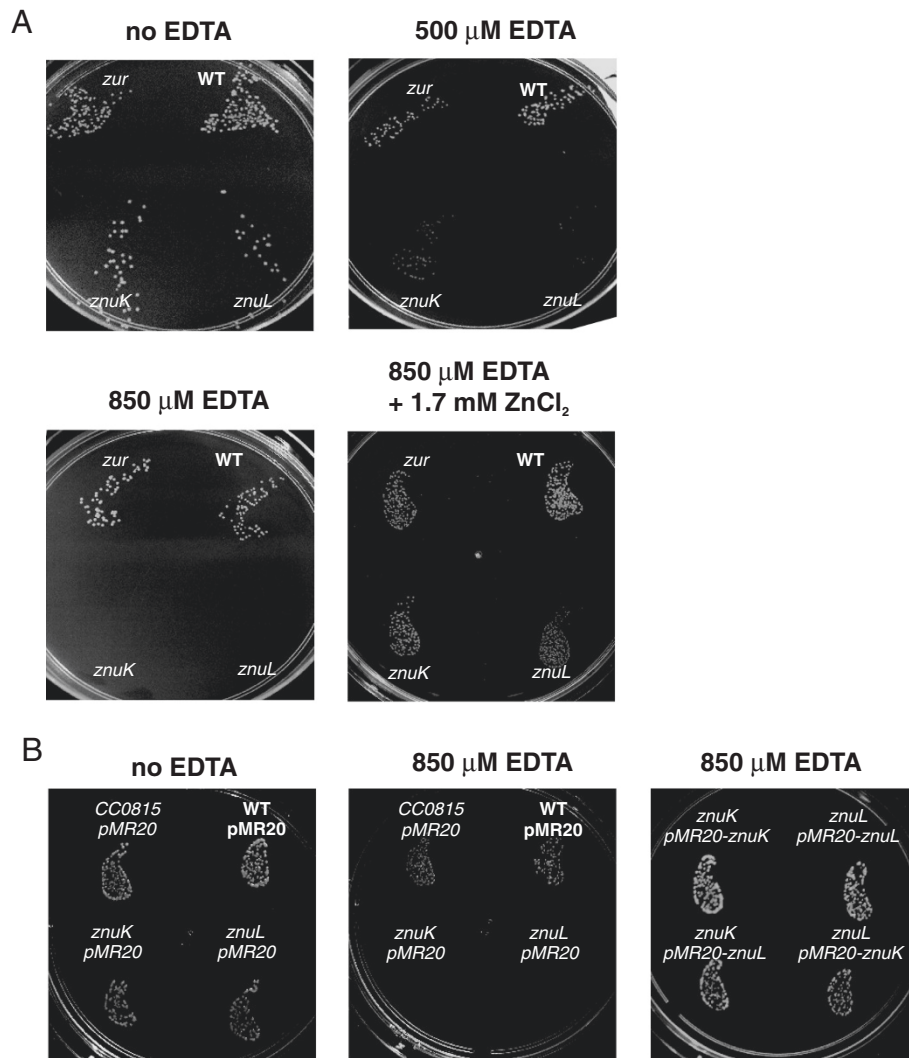 A
no EDTA
500 μM EDTA
zur
WT
zur
WT
znuK
znuL
znuK
znuL
850 μM EDTA
850 μM EDTA
+ 1.7 mM ZnCl₂
zur
WT
zur
WT
znuK
znuL
znuK
znuL
B
no EDTA
850 μM EDTA
850 μM EDTA
CC0815
pMR20
WT
pMR20
CC0815
pMR20
WT
pMR20
znuK
pMR20-znuK
znuL
pMR20-znuL
znuK
pMR20
znuL
pMR20
znuK
pMR20
znuL
pMR20
znuK
pMR20-znuL
znuL
pMR20-znuK